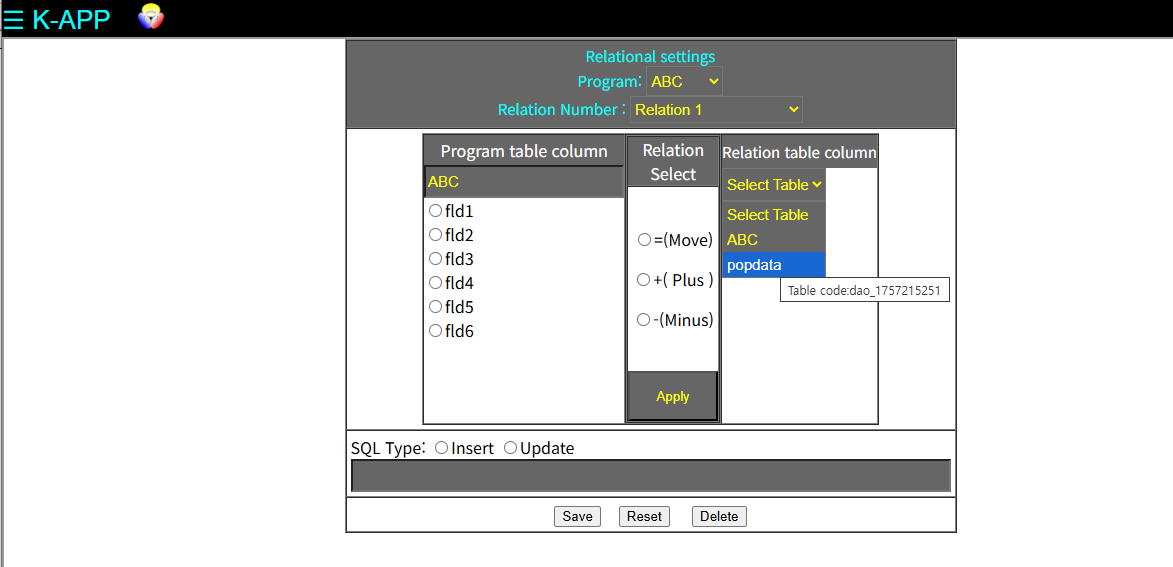 ☰ K-APP
Relational settings
Program: ABC
Relation Number : Relation 1
Program table column
ABC
fld1
fld2
fld3
fld4
fld5
fld6
Relation
Select
=(Move)
+( Plus )
-(Minus)
Apply
Relation table column
Select Table
Select Table
ABC
popdata
Table code:dao_1757215251
SQL Type: Insert Update
Save Reset Delete